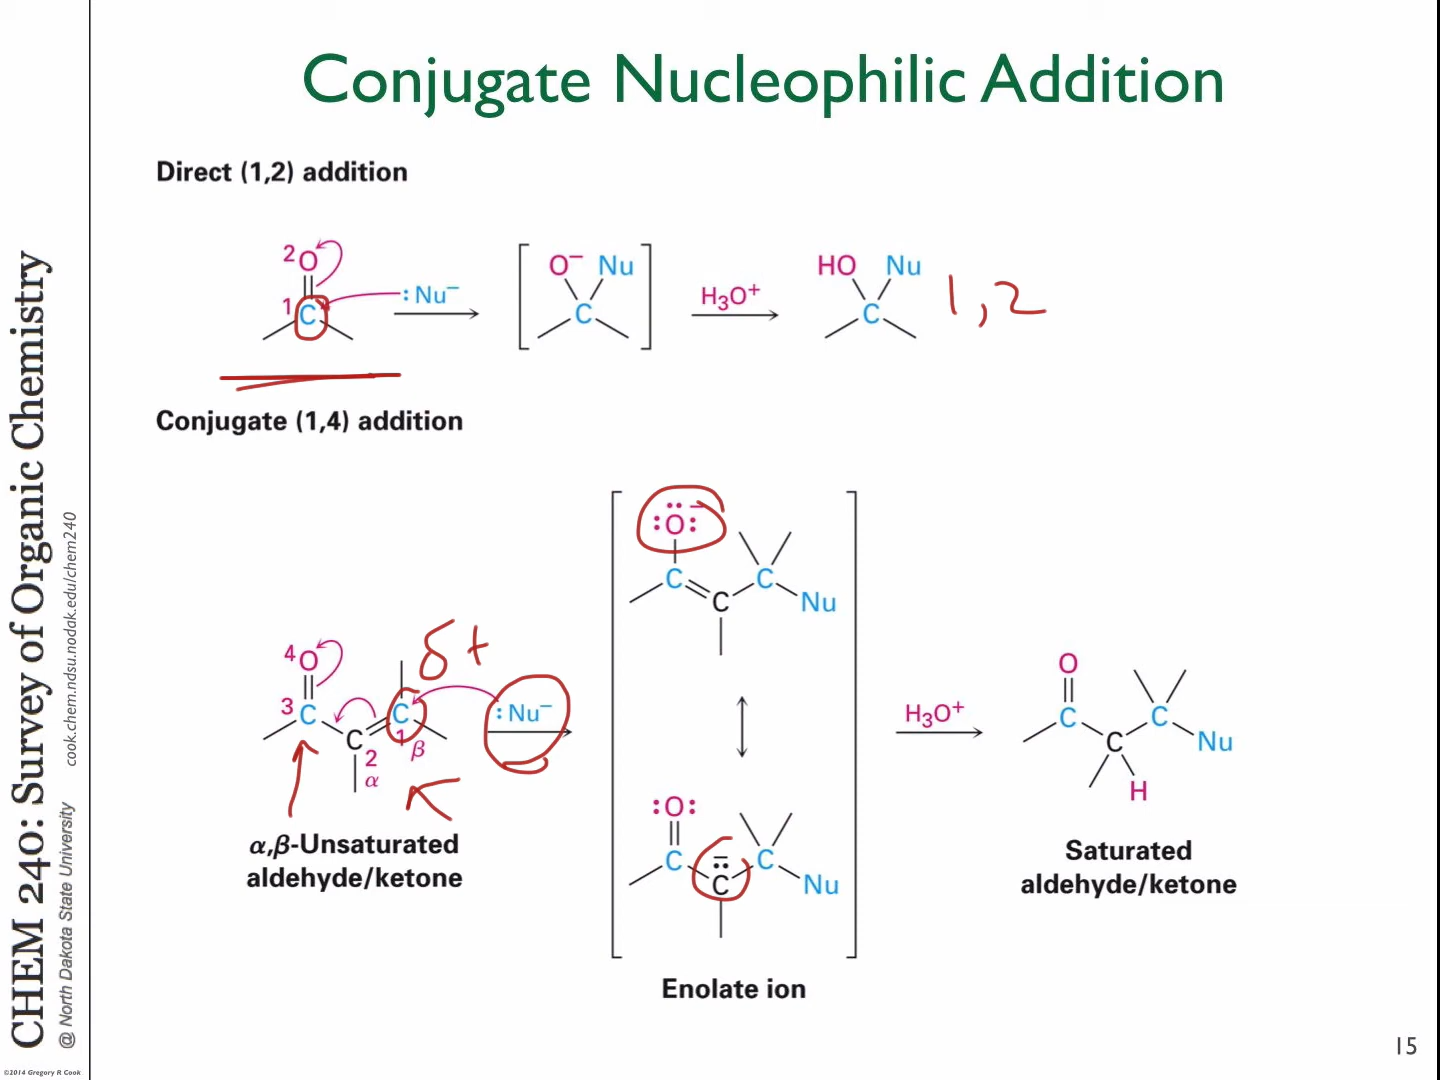 Conjugate Nucleophilic Addition
Direct (1,2) addition
2 O
1 C
:Nu⁻
O⁻ Nu
C
H₃O⁺
HO Nu
C
1,2
Conjugate (1,4) addition
4 O
3 C
C 2 α
C 1 β
δ+
:Nu⁻
:Ö:⁻
C C C Nu
:O:
C C̈⁻ C Nu
H₃O⁺
O
C C C Nu
H
α,β-Unsaturated
aldehyde/ketone
Enolate ion
Saturated
aldehyde/ketone
CHEM 240: Survey of Organic Chemistry
@ North Dakota State University cook.chem.ndsu.nodak.edu/chem240
©2014 Gregory R Cook
15